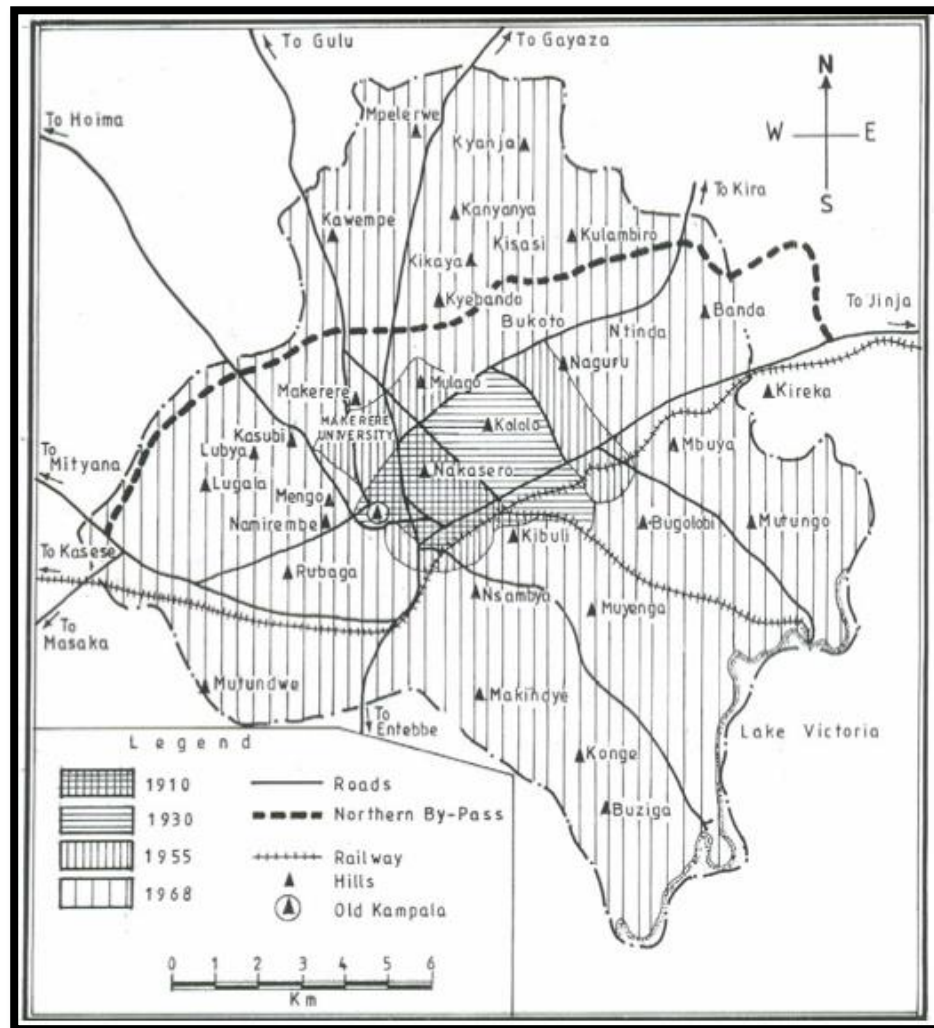 To Gulu
To Gayaza
N
W E
S
To Hoima
Mpelerwe
Kyanja
To Kira
Kanyanya
Kawempe
Kisasi
Kulambiro
Kikaya
Kyebando
To Jinja
Bukoto
Ntinda
Banda
Naguru
Makerere
Mulago
Kireka
MAKERERE
UNIVERSITY
Kololo
Kasubi
Lubya
Mbuya
To
Mityana
Nakasero
Lugala
Mengo
Namirembe
Bugolobi
Mutungo
Kibuli
To Kasese
Rubaga
Nsambya
Muyenga
To
Masaka
Mutundwe
Makindye
To
Entebbe
Lake Victoria
Konge
Buziga
Legend
1910
Roads
1930
Northern By-Pass
1955
Railway
Hills
1968
Old Kampala
0 1 2 3 4 5 6
Km